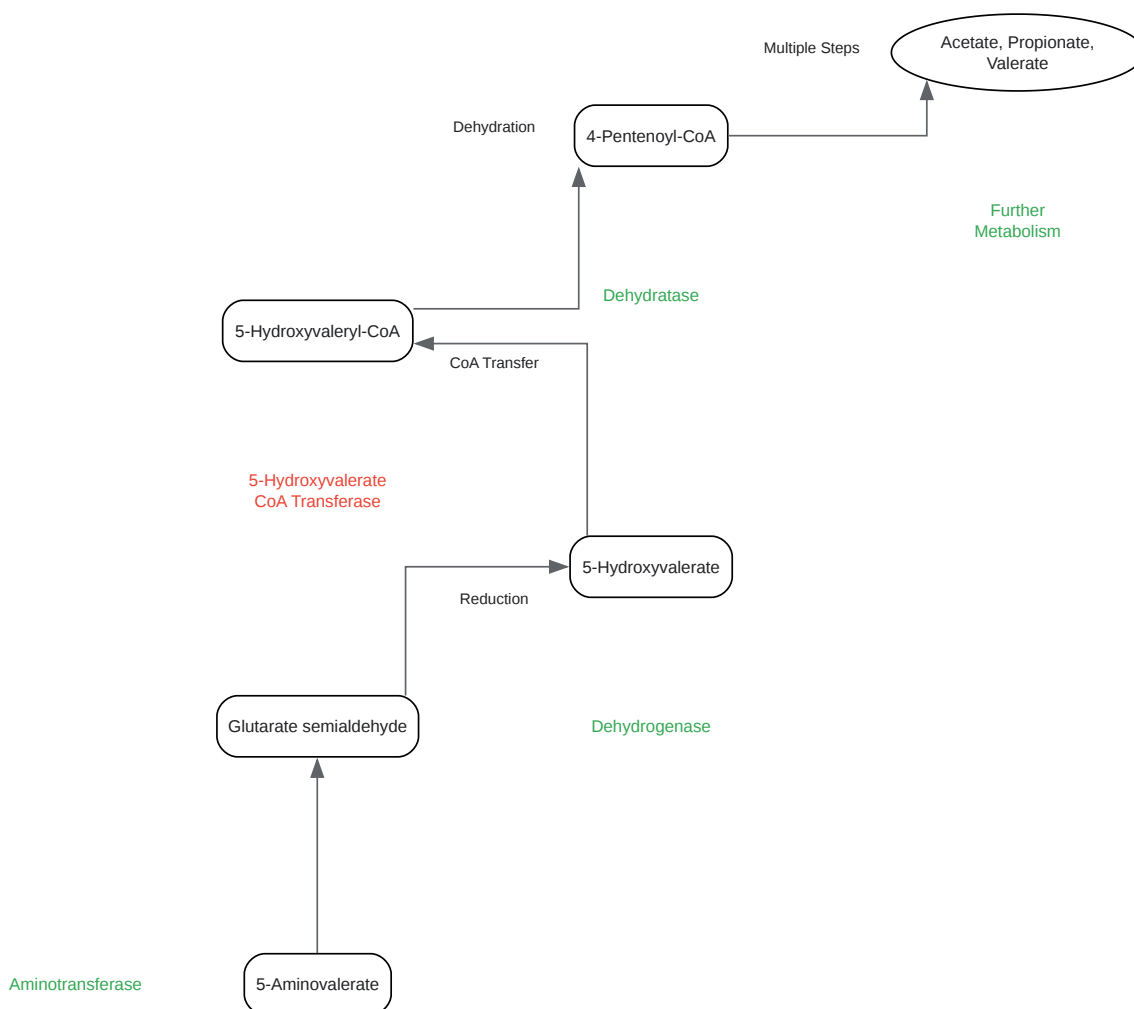 Multiple Steps
Acetate, Propionate,
Valerate
Dehydration
4-Pentenoyl-CoA
Further
Metabolism
Dehydratase
5-Hydroxyvaleryl-CoA
CoA Transfer
5-Hydroxyvalerate
CoA Transferase
5-Hydroxyvalerate
Reduction
Glutarate semialdehyde
Dehydrogenase
Aminotransferase
5-Aminovalerate